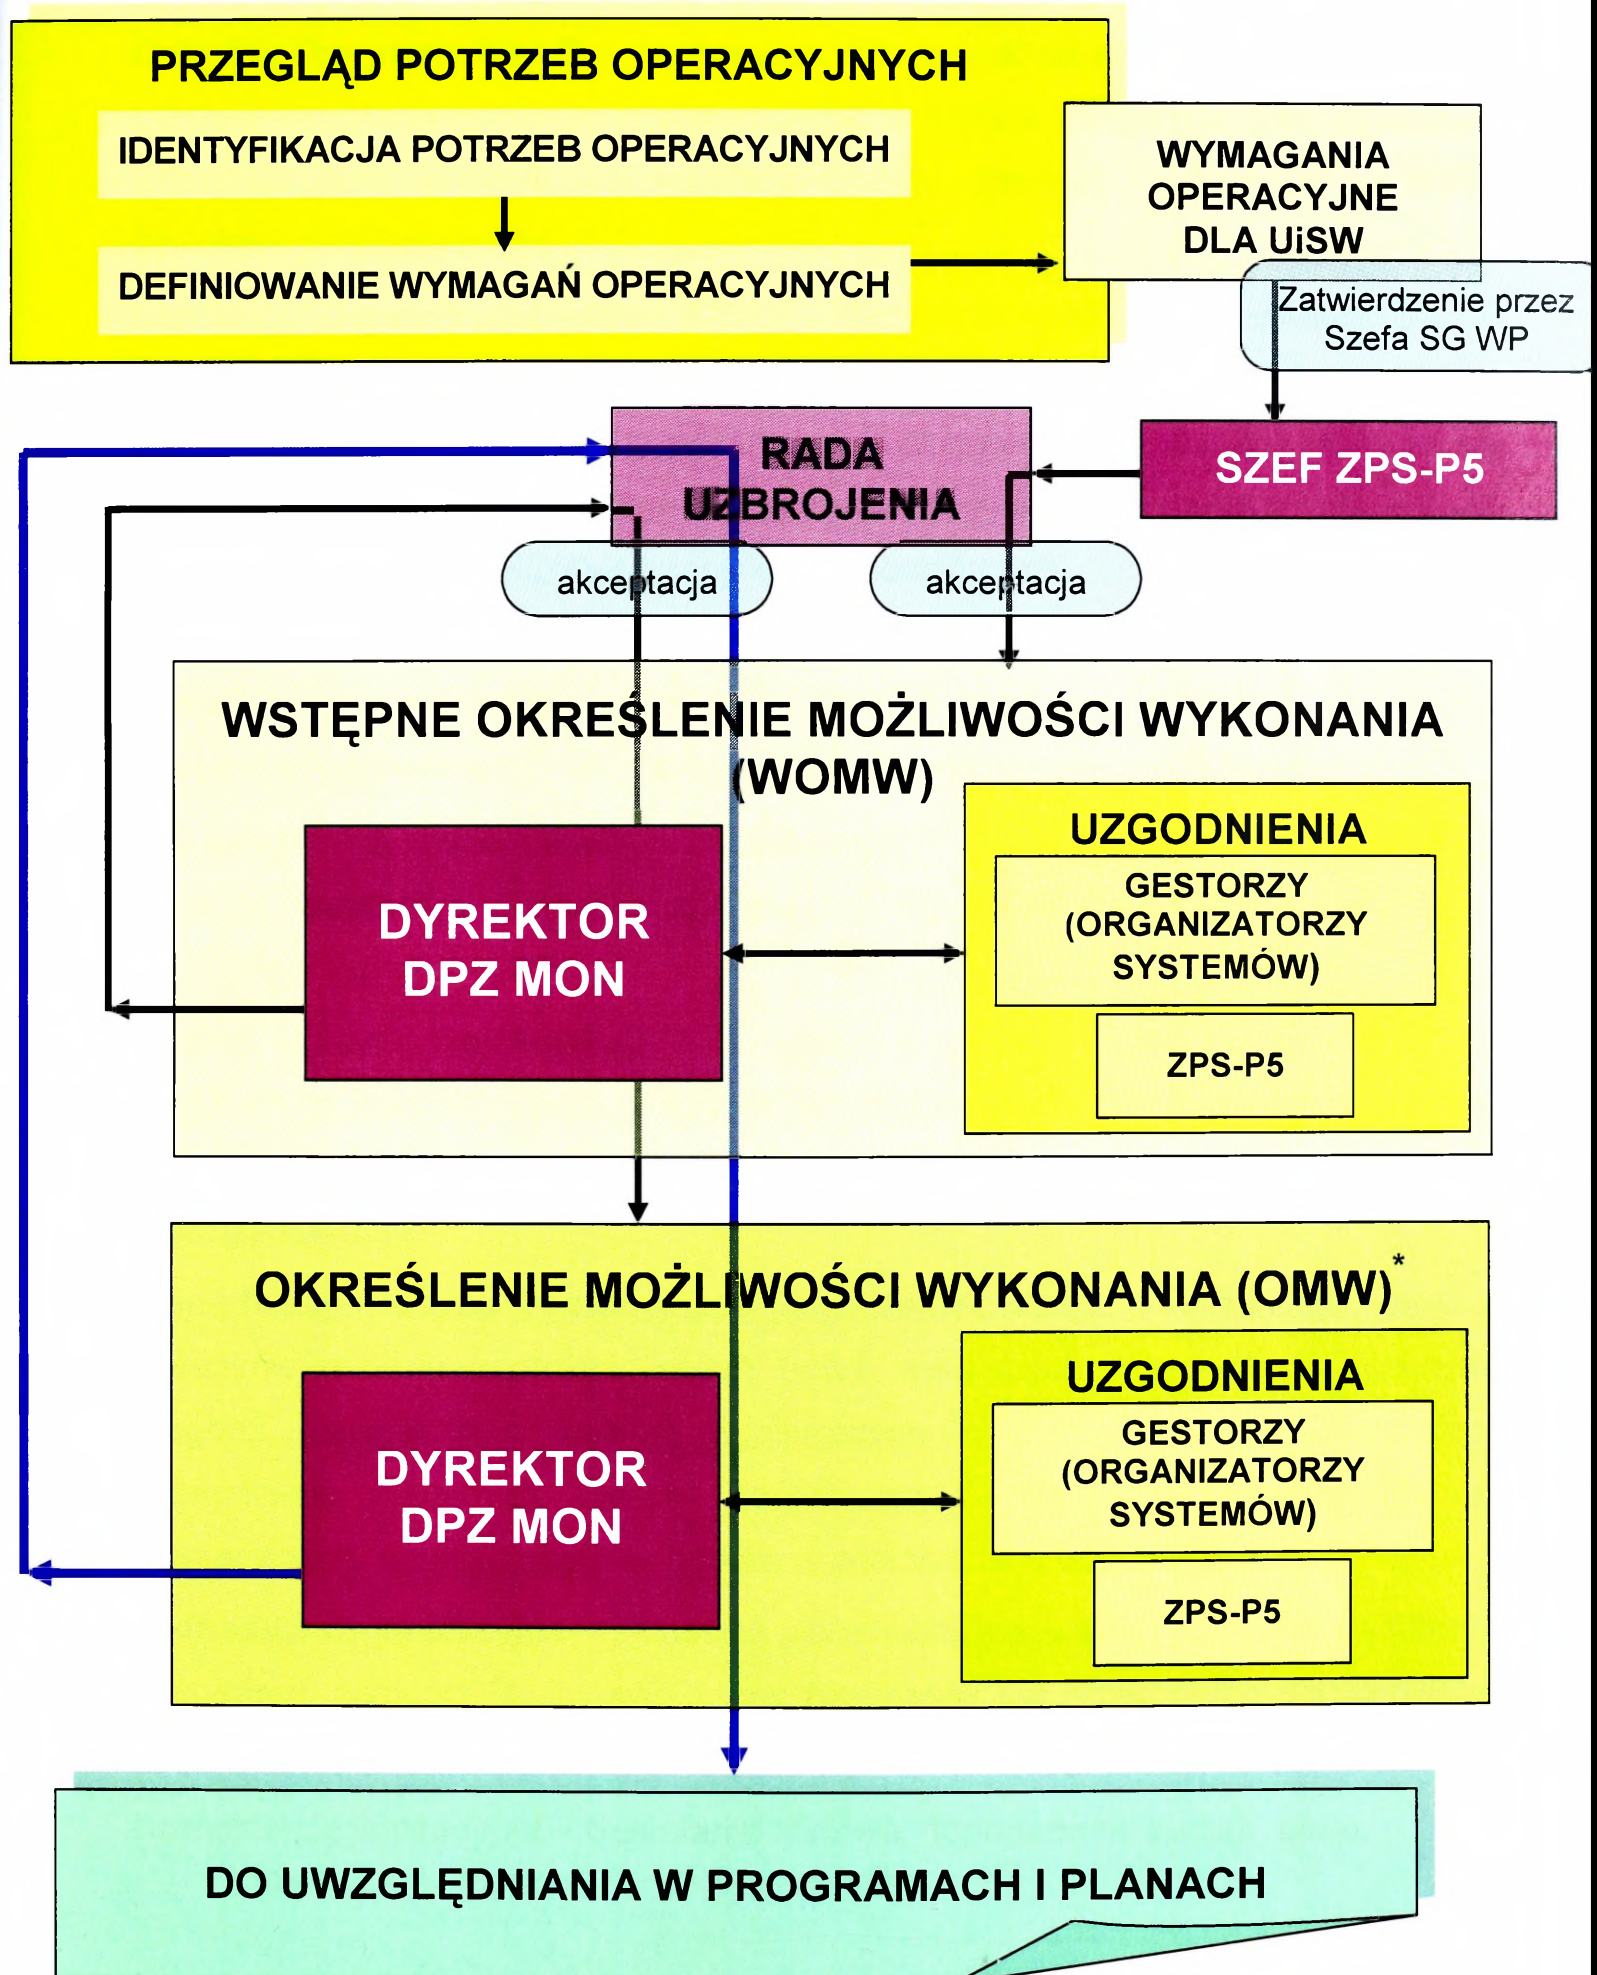 PRZEGLĄD POTRZEB OPERACYJNYCH
IDENTYFIKACJA POTRZEB OPERACYJNYCH
DEFINIOWANIE WYMAGAŃ OPERACYJNYCH
WYMAGANIA
OPERACYJNE
DLA UiSW
Zatwierdzenie przez
Szefa SG WP
RADA
UZBROJENIA
SZEF ZPS-P5
akceptacja
akceptacja
WSTĘPNE OKREŚLENIE MOŻLIWOŚCI WYKONANIA
(WOMW)
DYREKTOR
DPZ MON
UZGODNIENIA
GESTORZY
(ORGANIZATORZY
SYSTEMÓW)
ZPS-P5
OKREŚLENIE MOŻLIWOŚCI WYKONANIA (OMW)*
DYREKTOR
DPZ MON
UZGODNIENIA
GESTORZY
(ORGANIZATORZY
SYSTEMÓW)
ZPS-P5
DO UWZGLĘDNIANIA W PROGRAMACH I PLANACH